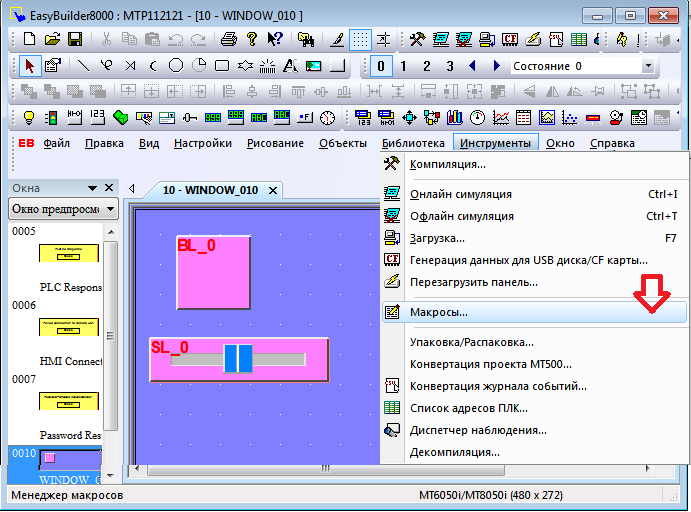 EasyBuilder8000 : MTP112121 - [10 - WINDOW_010 ]
0 1 2 3 Состояние 0
EB Файл Правка Вид Настройки Рисование Объекты Библиотека Инструменты Окно Справка
Окна
Окно предпросм
0005
PLC Respon
0006
HMI Connect
0007
Password Res
0010
WINDOW_0
10 - WINDOW_010
BL_0
SL_0
Компиляция...
Онлайн симуляция Ctrl+I
Офлайн симуляция Ctrl+T
Загрузка... F7
Генерация данных для USB диска/CF карты...
Перезагрузить панель...
Макросы...
Упаковка/Распаковка...
Конвертация проекта MT500...
Конвертация журнала событий...
Список адресов ПЛК...
Диспетчер наблюдения...
Декомпиляция...
Менеджер макросов
MT6050i/MT8050i (480 x 272)